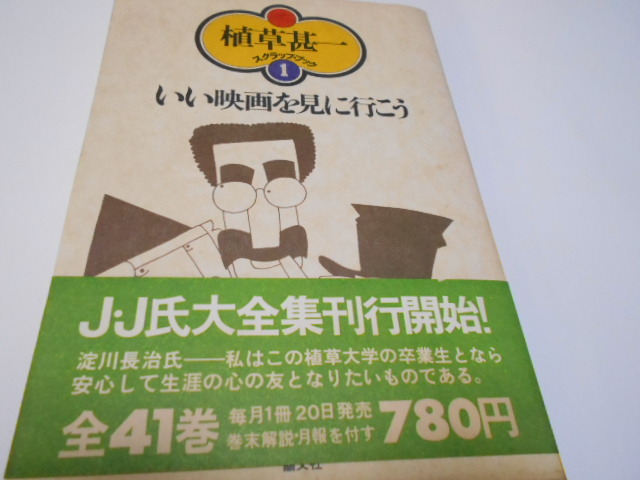 植草甚一
スクラップ・ブック
1
いい映画を見に行こう
J・J氏大全集刊行開始!
淀川長治氏――私はこの植草大学の卒業生となら
安心して生涯の心の友となりたいものである。
全41巻 毎月1冊20日発売 780円
巻末解説・月報を付す